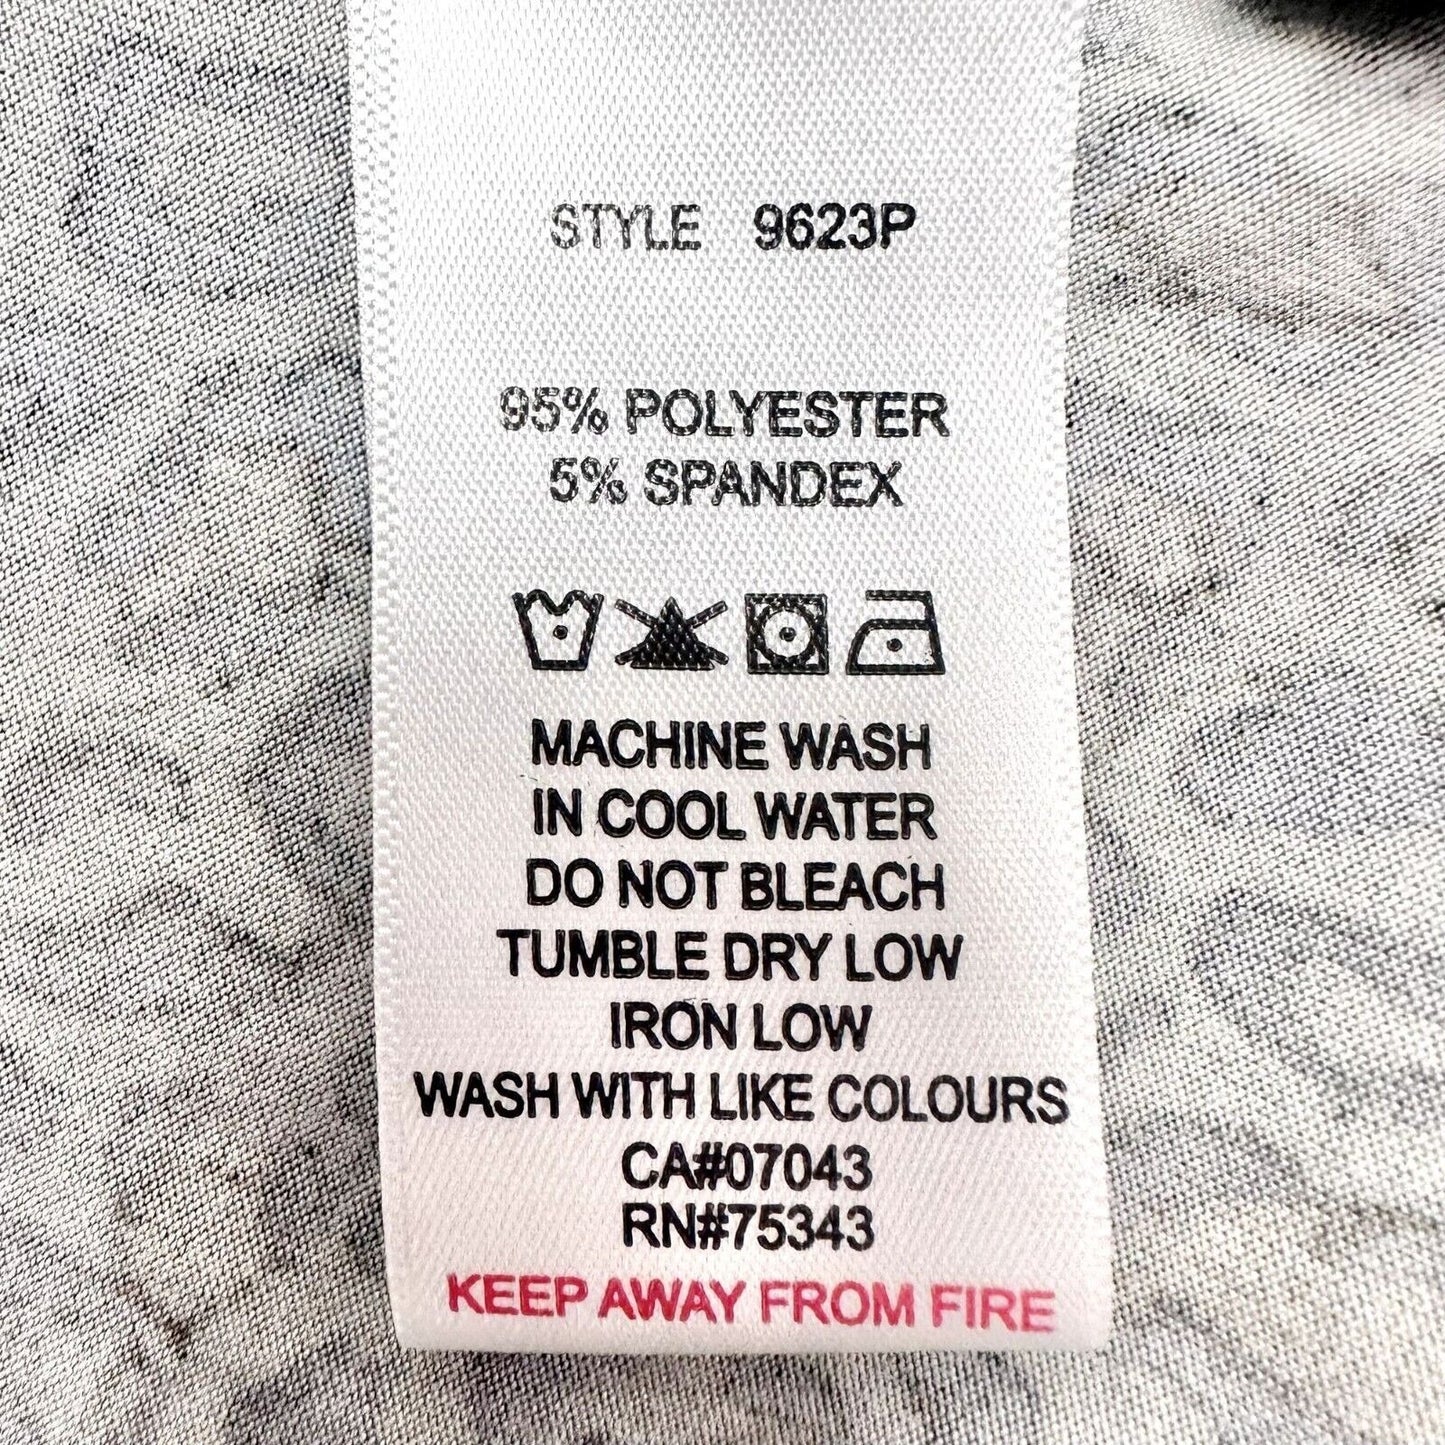 STYLE 9623P
95% POLYESTER
5% SPANDEX
MACHINE WASH
IN COOL WATER
DO NOT BLEACH
TUMBLE DRY LOW
IRON LOW
WASH WITH LIKE COLOURS
CA#07043
RN#75343
KEEP AWAY FROM FIRE